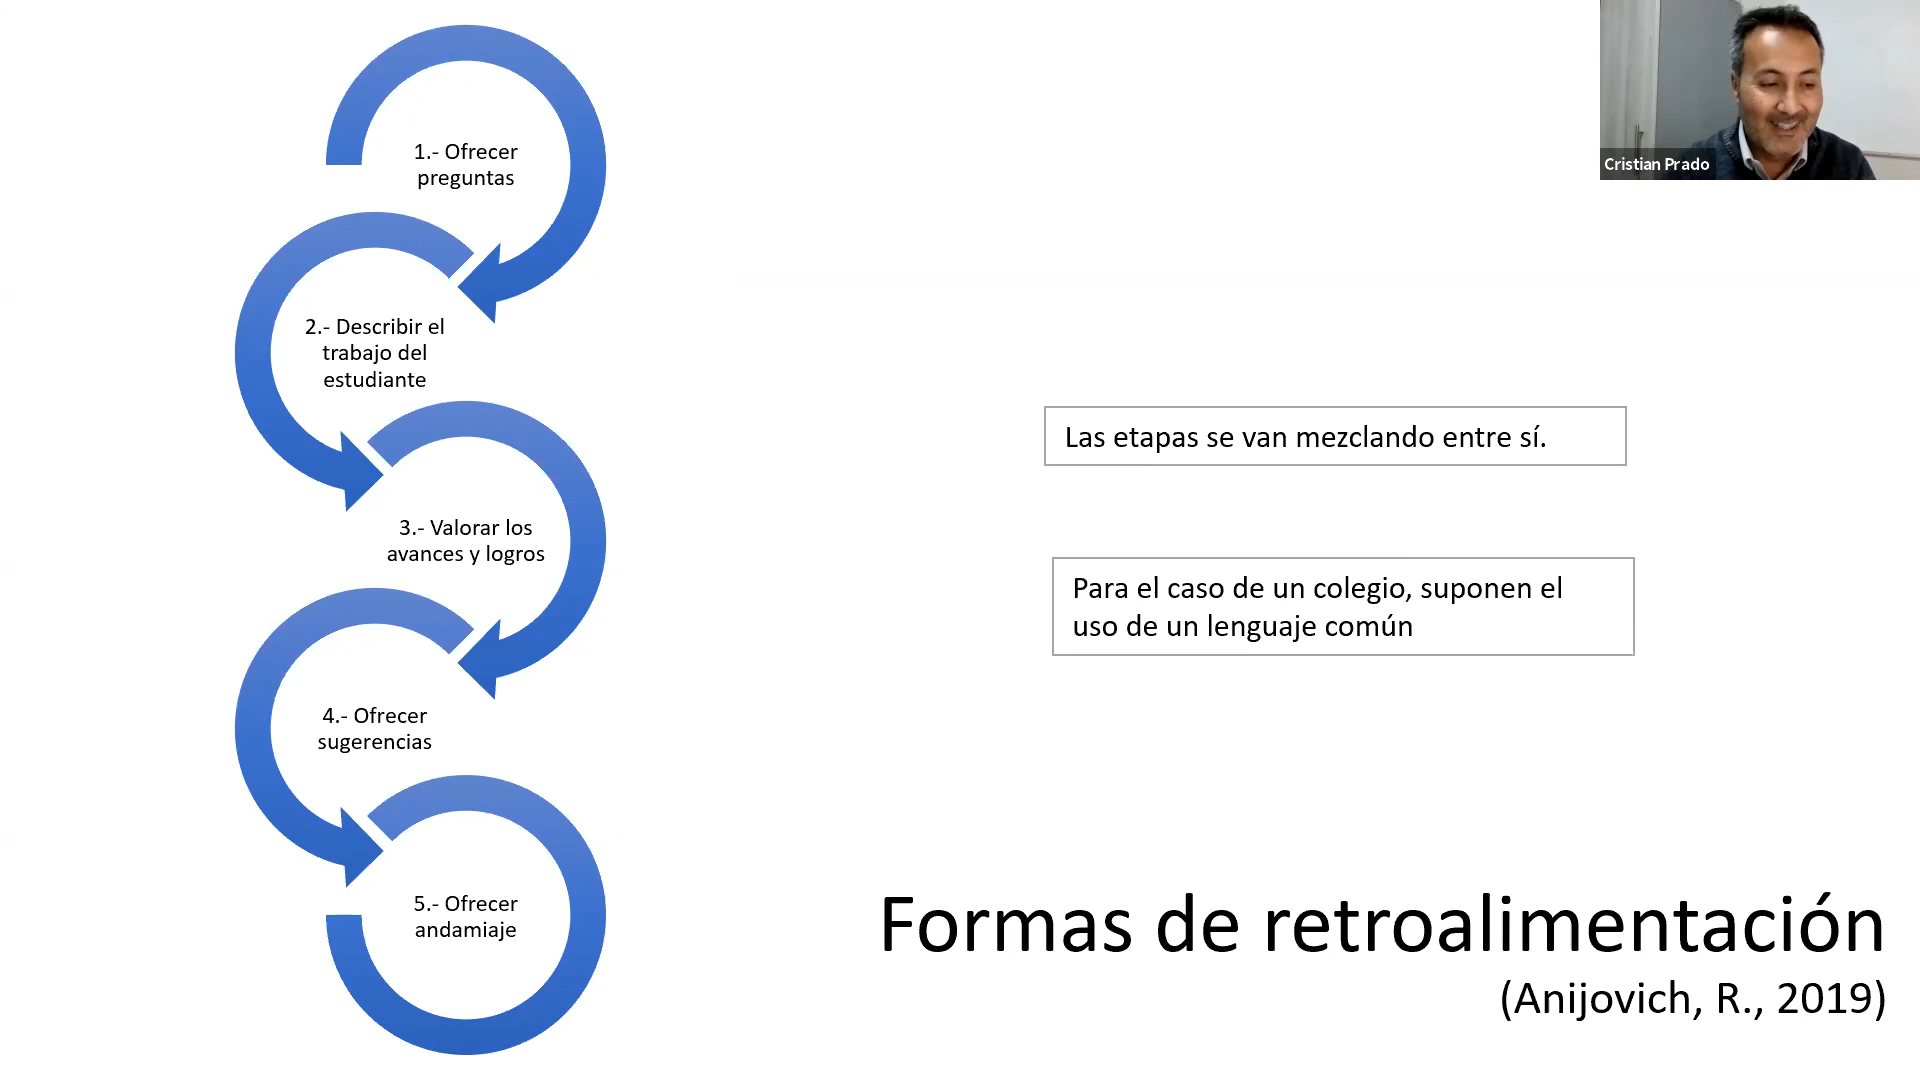 1.- Ofrecer
preguntas
2.- Describir el
trabajo del
estudiante
3.- Valorar los
avances y logros
4.- Ofrecer
sugerencias
5.- Ofrecer
andamiaje
Cristian Prado
Las etapas se van mezclando entre sí.
Para el caso de un colegio, suponen el
uso de un lenguaje común
Formas de retroalimentación
(Anijovich, R., 2019)